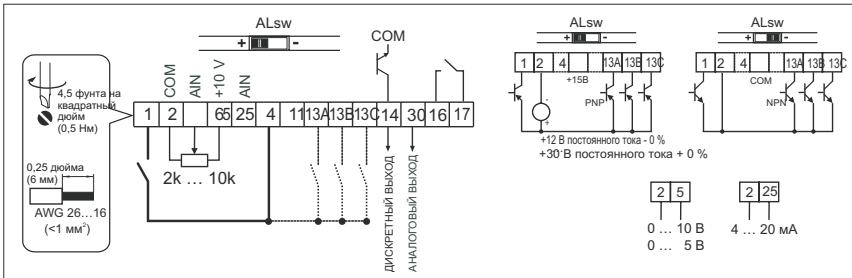 ALsw
+ -
COM
4,5 фунта на
квадратный
дюйм
(0,5 Нм)
0,25 дюйма
(6 мм)
AWG 26…16
(<1 мм²)
COM
AIN
+10 V
AIN
1 2 65 25 4 11 13A 13B 13C 14 30 16 17
2k … 10k
ДИСКРЕТНЫЙ ВЫХОД
АНАЛОГОВЫЙ ВЫХОД
ALsw
+ -
1 2 4 13A 13B 13C
+15В
PNP
-
+
+12 В постоянного тока - 0 %
+30 В постоянного тока + 0 %
ALsw
+ -
1 2 4 13A 13B 13C
COM
NPN
2 5
0 … 10 В
0 … 5 В
2 25
4 … 20 мА